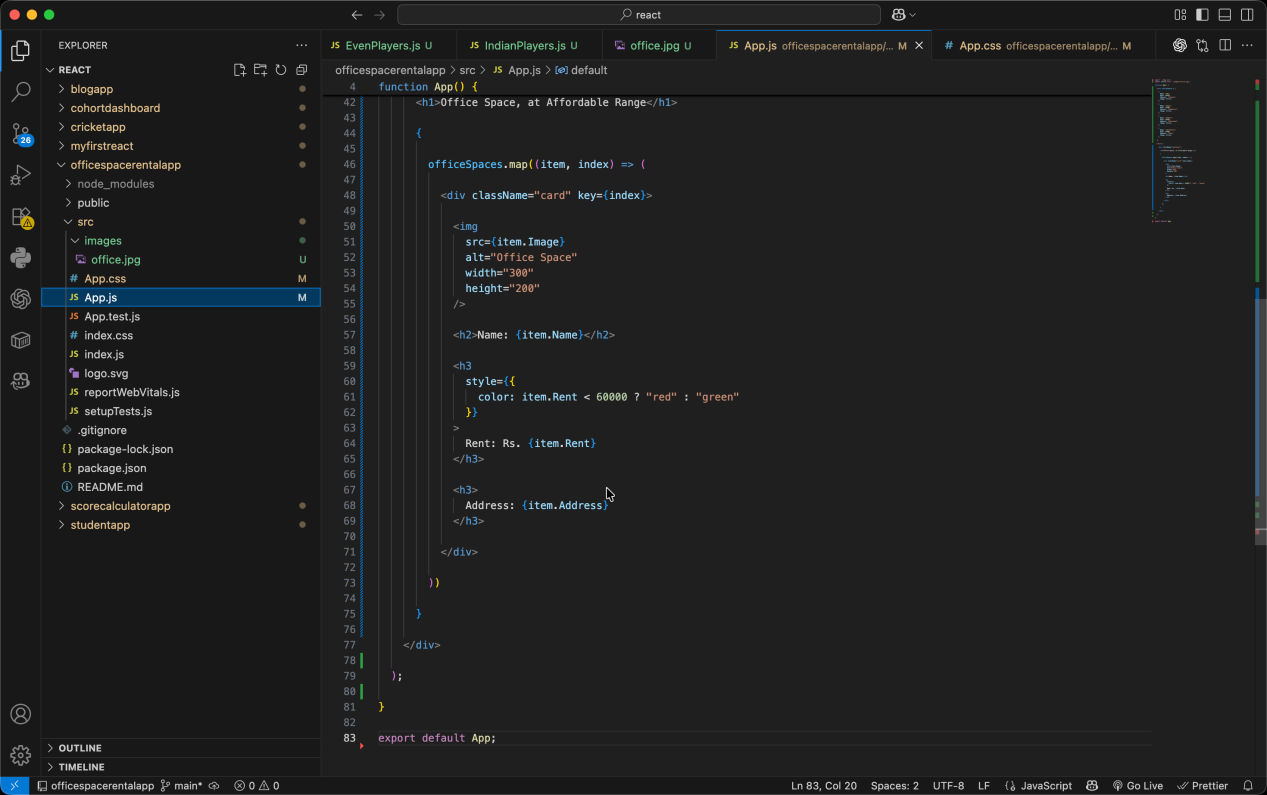 react
EXPLORER
REACT
blogapp
cohortdashboard
cricketapp
myfirstreact
officespacerentalapp
node_modules
public
src
images
office.jpg U
# App.css M
JS App.js M
JS App.test.js
# index.css
JS index.js
logo.svg
JS reportWebVitals.js
JS setupTests.js
.gitignore
{} package-lock.json
{} package.json
README.md
scorecalculatorapp
studentapp
OUTLINE
TIMELINE
26
JS EvenPlayers.js U
JS IndianPlayers.js U
office.jpg U
JS App.js officespacerentalapp/... M
# App.css officespacerentalapp/... M
officespacerentalapp > src > JS App.js > default
4 function App() {
42 <h1>Office Space, at Affordable Range</h1>
43
44 {
45
46 officeSpaces.map((item, index) => (
47
48 <div className="card" key={index}>
49
50 <img
51 src={item.Image}
52 alt="Office Space"
53 width="300"
54 height="200"
55 />
56
57 <h2>Name: {item.Name}</h2>
58
59 <h3
60 style={{
61 color: item.Rent < 60000 ? "red" : "green"
62 }}
63 >
64 Rent: Rs. {item.Rent}
65 </h3>
66
67 <h3>
68 Address: {item.Address}
69 </h3>
70
71 </div>
72
73 ))
74
75 }
76
77 </div>
78
79 );
80
81 }
82
83 export default App;
officespacerentalapp main* 0 0 Ln 83, Col 20 Spaces: 2 UTF-8 LF {} JavaScript Go Live Prettier